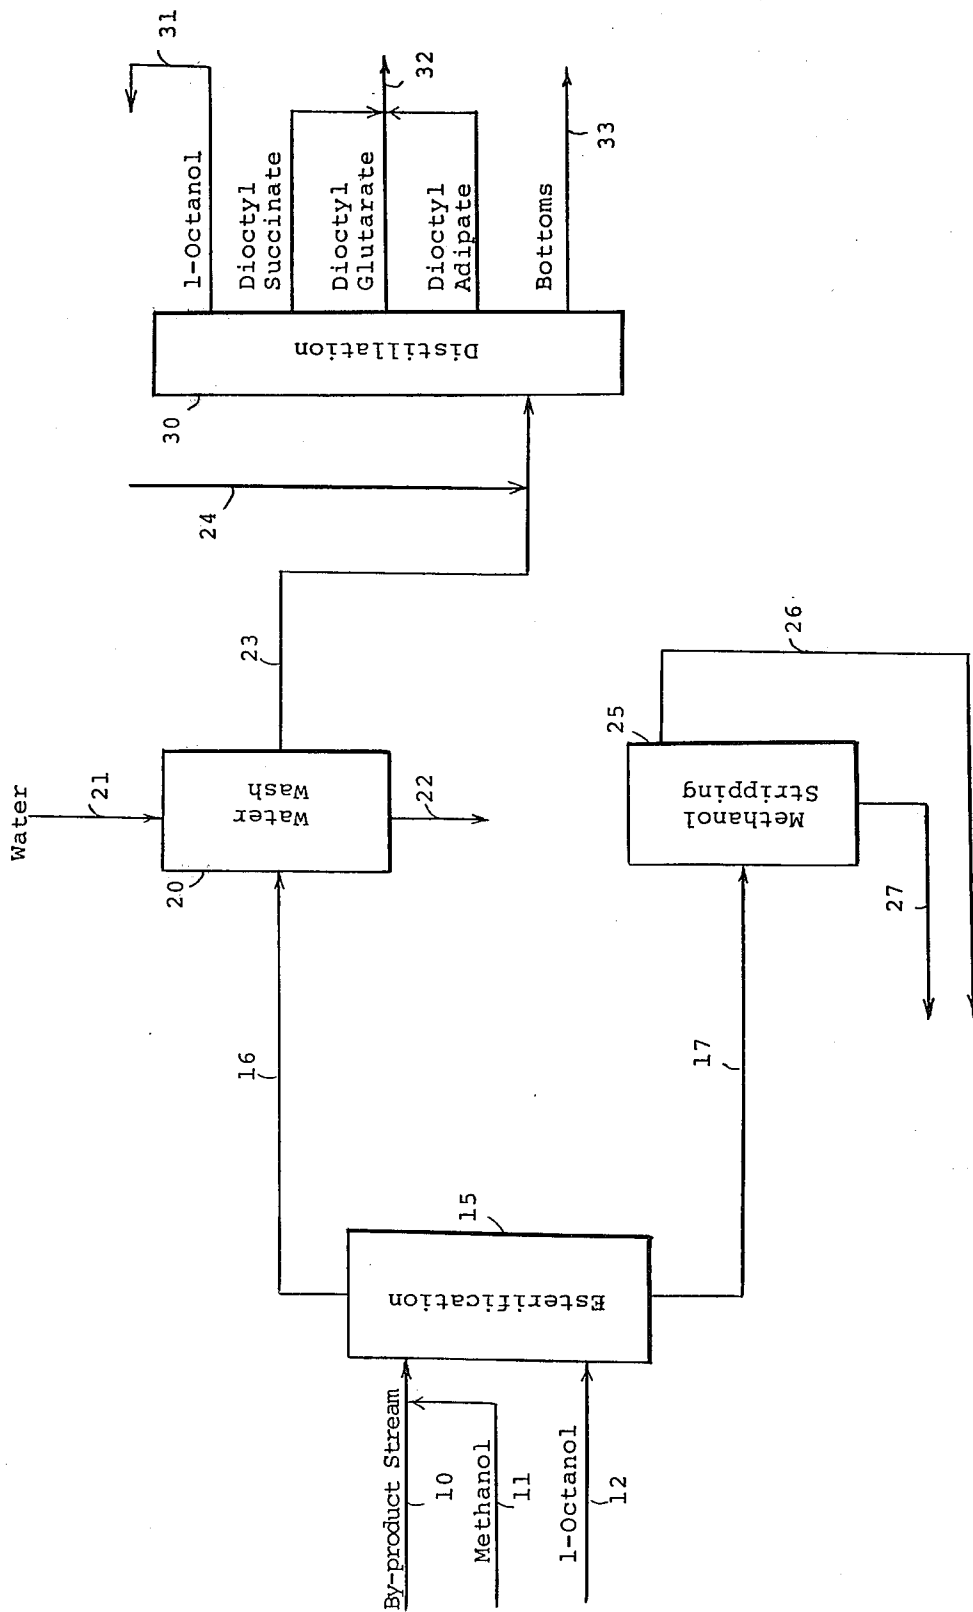 By-product Stream
10
Methanol
11
1-Octanol
12
Esterification
15
16
17
Water
21
Water
Wash
20
22
23
24
Methanol
Stripping
25
26
27
Distillation
30
1-Octanol
31
Dioctyl
Succinate
Dioctyl
Glutarate
32
Dioctyl
Adipate
Bottoms
33